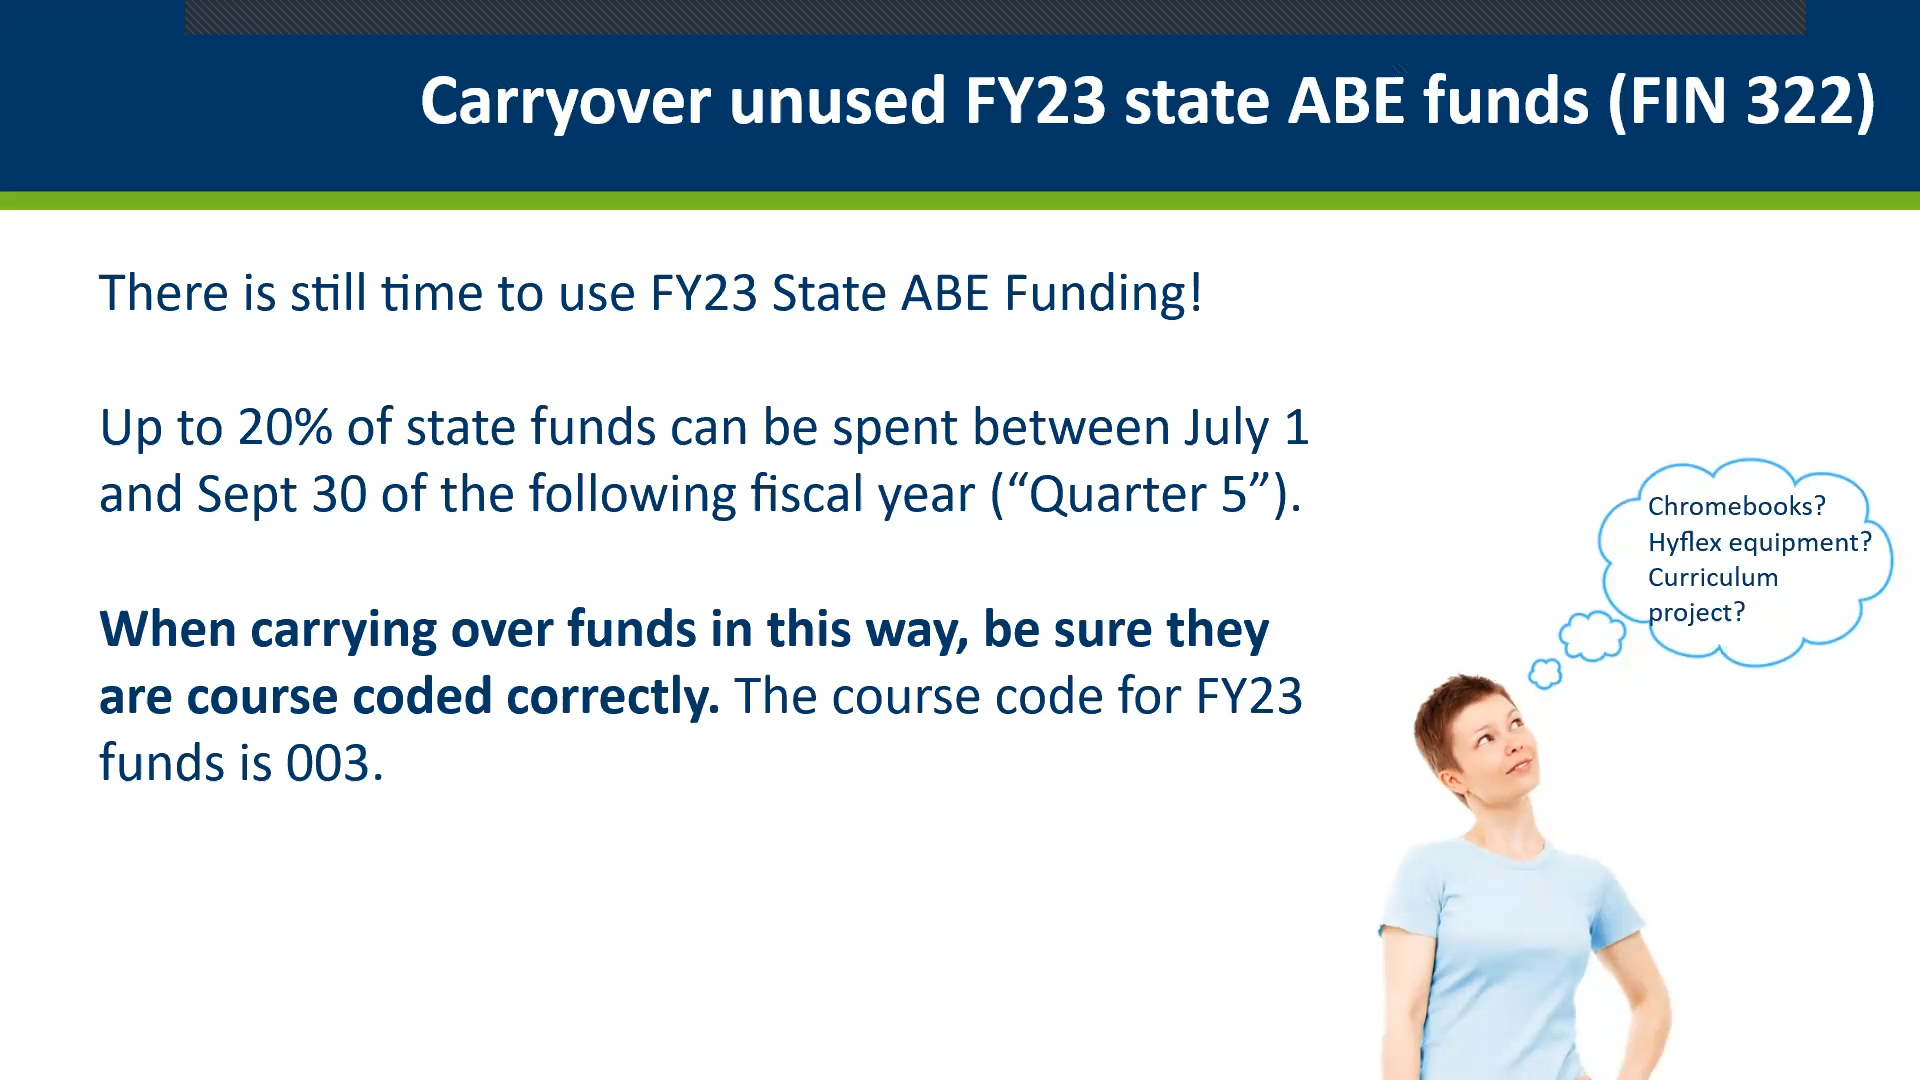 Carryover unused FY23 state ABE funds (FIN 322)
There is still time to use FY23 State ABE Funding!
Up to 20% of state funds can be spent between July 1
and Sept 30 of the following fiscal year (“Quarter 5”).
When carrying over funds in this way, be sure they
are course coded correctly. The course code for FY23
funds is 003.
Chromebooks?
Hyflex equipment?
Curriculum
project?